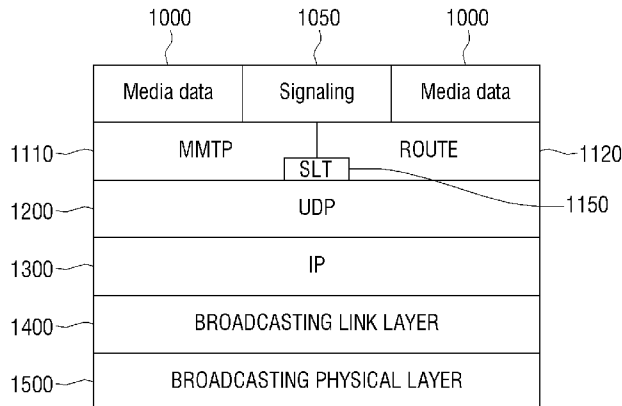 1000 1050 1000
Media data Signaling Media data
1110 MMTP ROUTE 1120
SLT
1200 UDP 1150
1300 IP
1400 BROADCASTING LINK LAYER
1500 BROADCASTING PHYSICAL LAYER